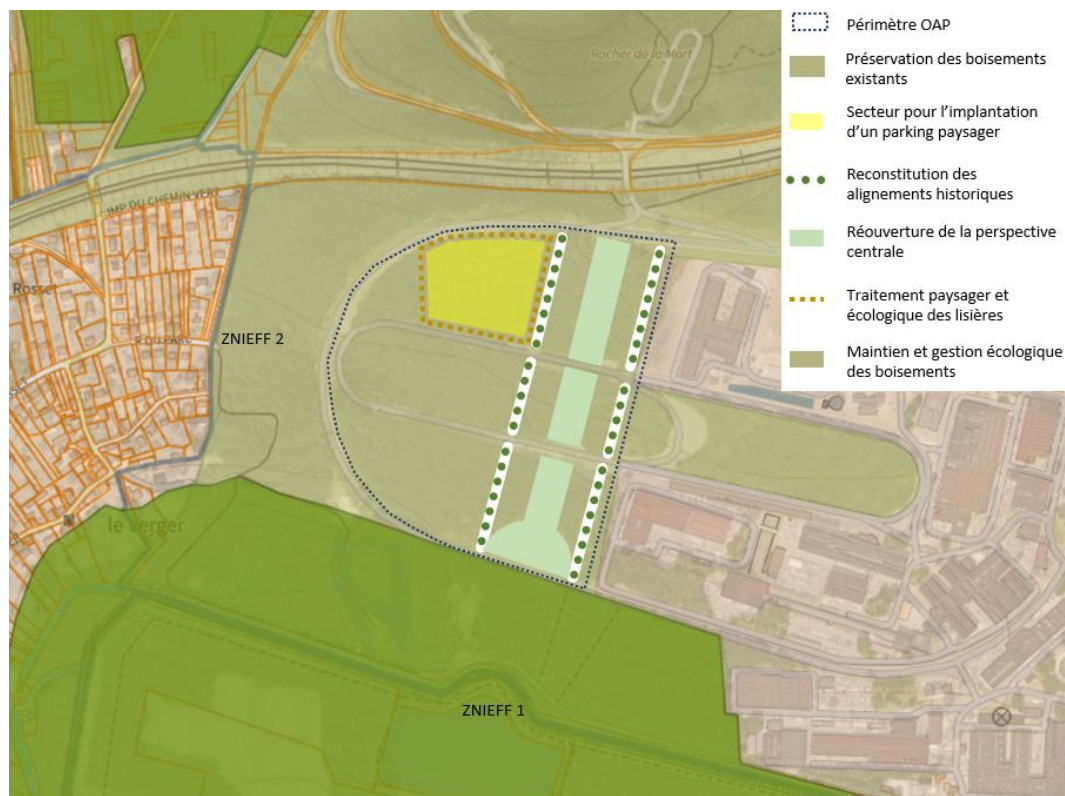 Périmètre OAP
Préservation des boisements
existants
Secteur pour l'implantation
d'un parking paysager
Reconstitution des
alignements historiques
Réouverture de la perspective
centrale
Traitement paysager et
écologique des lisières
Maintien et gestion écologique
des boisements
Rocher de la Mort
IMP DU CHEMIN VERT
Rosset
R DU PARC
ZNIEFF 2
le Verger
ZNIEFF 1